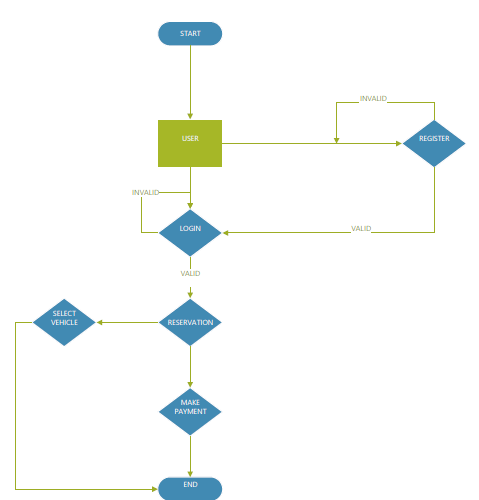 START
INVALID
USER
REGISTER
INVALID
LOGIN
VALID
VALID
SELECT
VEHICLE
RESERVATION
MAKE
PAYMENT
END